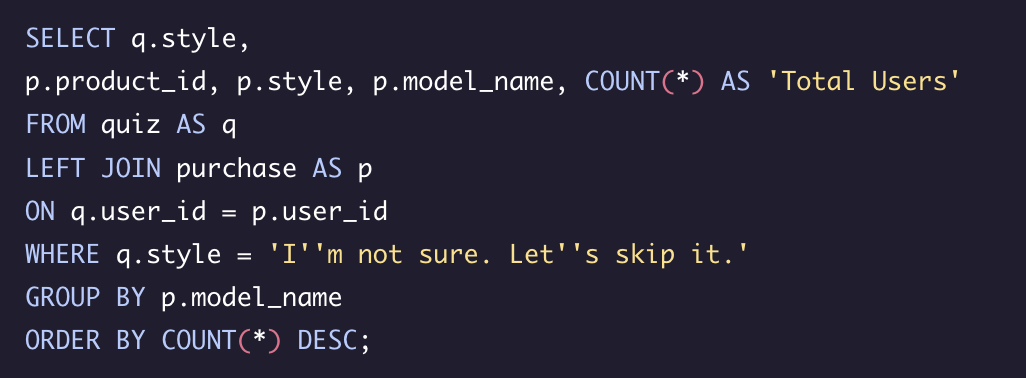 SELECT q.style,
p.product_id, p.style, p.model_name, COUNT(*) AS 'Total Users'
FROM quiz AS q
LEFT JOIN purchase AS p
ON q.user_id = p.user_id
WHERE q.style = 'I''m not sure. Let''s skip it.'
GROUP BY p.model_name
ORDER BY COUNT(*) DESC;